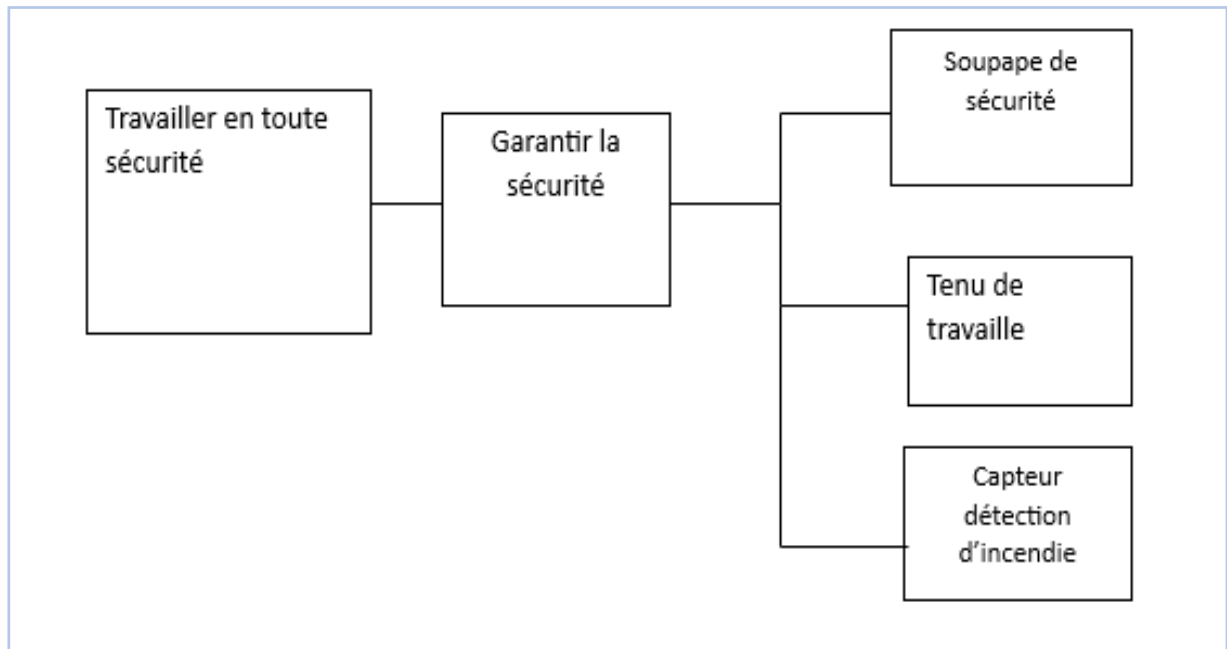 Travailler en toute
sécurité
Garantir la
sécurité
Soupape de
sécurité
Tenu de
travaille
Capteur
détection
d’incendie